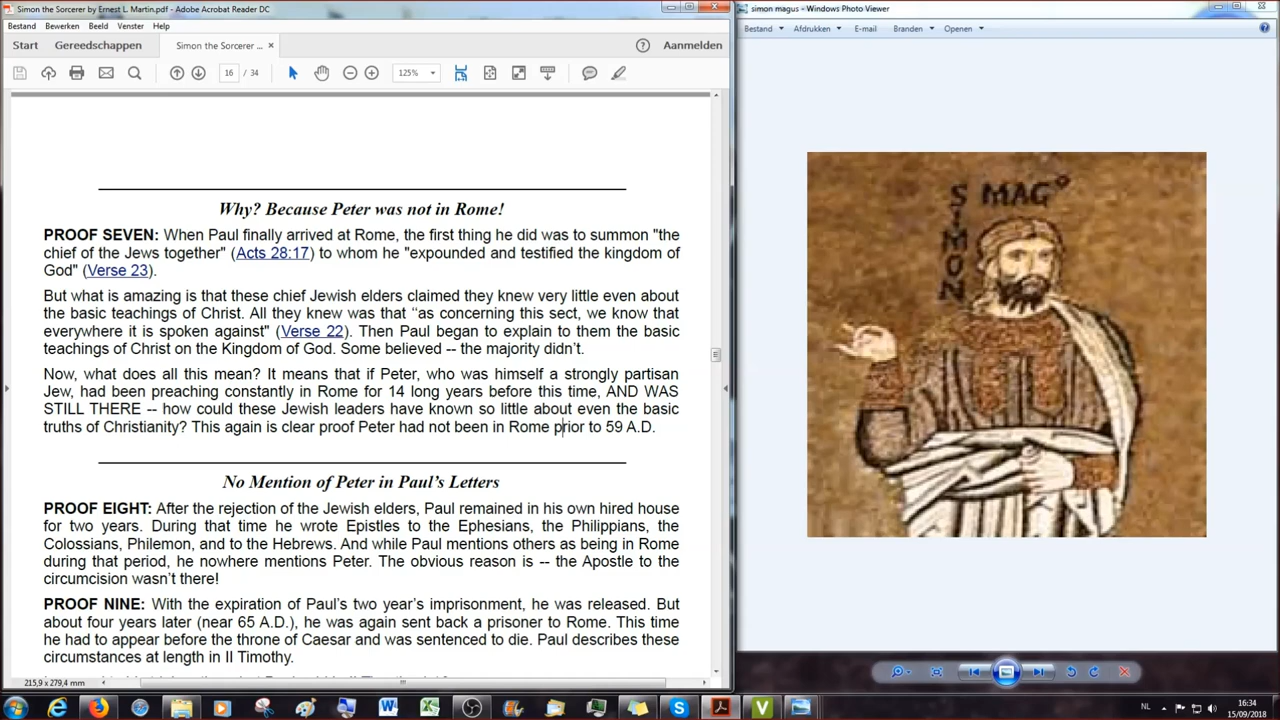 Simon the Sorcerer by Ernest L. Martin.pdf - Adobe Acrobat Reader DC
Bestand Bewerken Beeld Venster Help
Start Gereedschappen Simon the Sorcerer ... × Aanmelden
16 / 34 125%
Why? Because Peter was not in Rome!
PROOF SEVEN: When Paul finally arrived at Rome, the first thing he did was to summon "the
chief of the Jews together" (Acts 28:17) to whom he "expounded and testified the kingdom of
God" (Verse 23).
But what is amazing is that these chief Jewish elders claimed they knew very little even about
the basic teachings of Christ. All they knew was that "as concerning this sect, we know that
everywhere it is spoken against" (Verse 22). Then Paul began to explain to them the basic
teachings of Christ on the Kingdom of God. Some believed -- the majority didn't.
Now, what does all this mean? It means that if Peter, who was himself a strongly partisan
Jew, had been preaching constantly in Rome for 14 long years before this time, AND WAS
STILL THERE -- how could these Jewish leaders have known so little about even the basic
truths of Christianity? This again is clear proof Peter had not been in Rome prior to 59 A.D.
No Mention of Peter in Paul's Letters
PROOF EIGHT: After the rejection of the Jewish elders, Paul remained in his own hired house
for two years. During that time he wrote Epistles to the Ephesians, the Philippians, the
Colossians, Philemon, and to the Hebrews. And while Paul mentions others as being in Rome
during that period, he nowhere mentions Peter. The obvious reason is -- the Apostle to the
circumcision wasn't there!
PROOF NINE: With the expiration of Paul's two year's imprisonment, he was released. But
about four years later (near 65 A.D.), he was again sent back a prisoner to Rome. This time
he had to appear before the throne of Caesar and was sentenced to die. Paul describes these
circumstances at length in II Timothy.
215,9 x 279,4 mm
simon magus - Windows Photo Viewer
Bestand Afdrukken E-mail Branden Openen
SIMON
MAG°
NL 16:34
15/09/2018